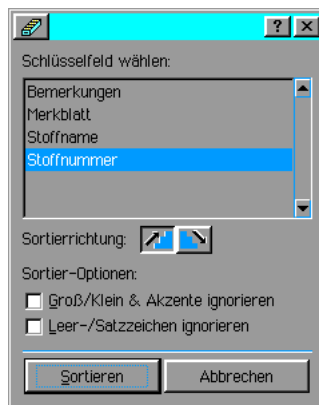 ?
Schlüsselfeld wählen:
Bemerkungen
Merkblatt
Stoffname
Stoffnummer
Sortierrichtung:
Sortier-Optionen:
Groß/Klein & Akzente ignorieren
Leer-/Satzzeichen ignorieren
Sortieren Abbrechen